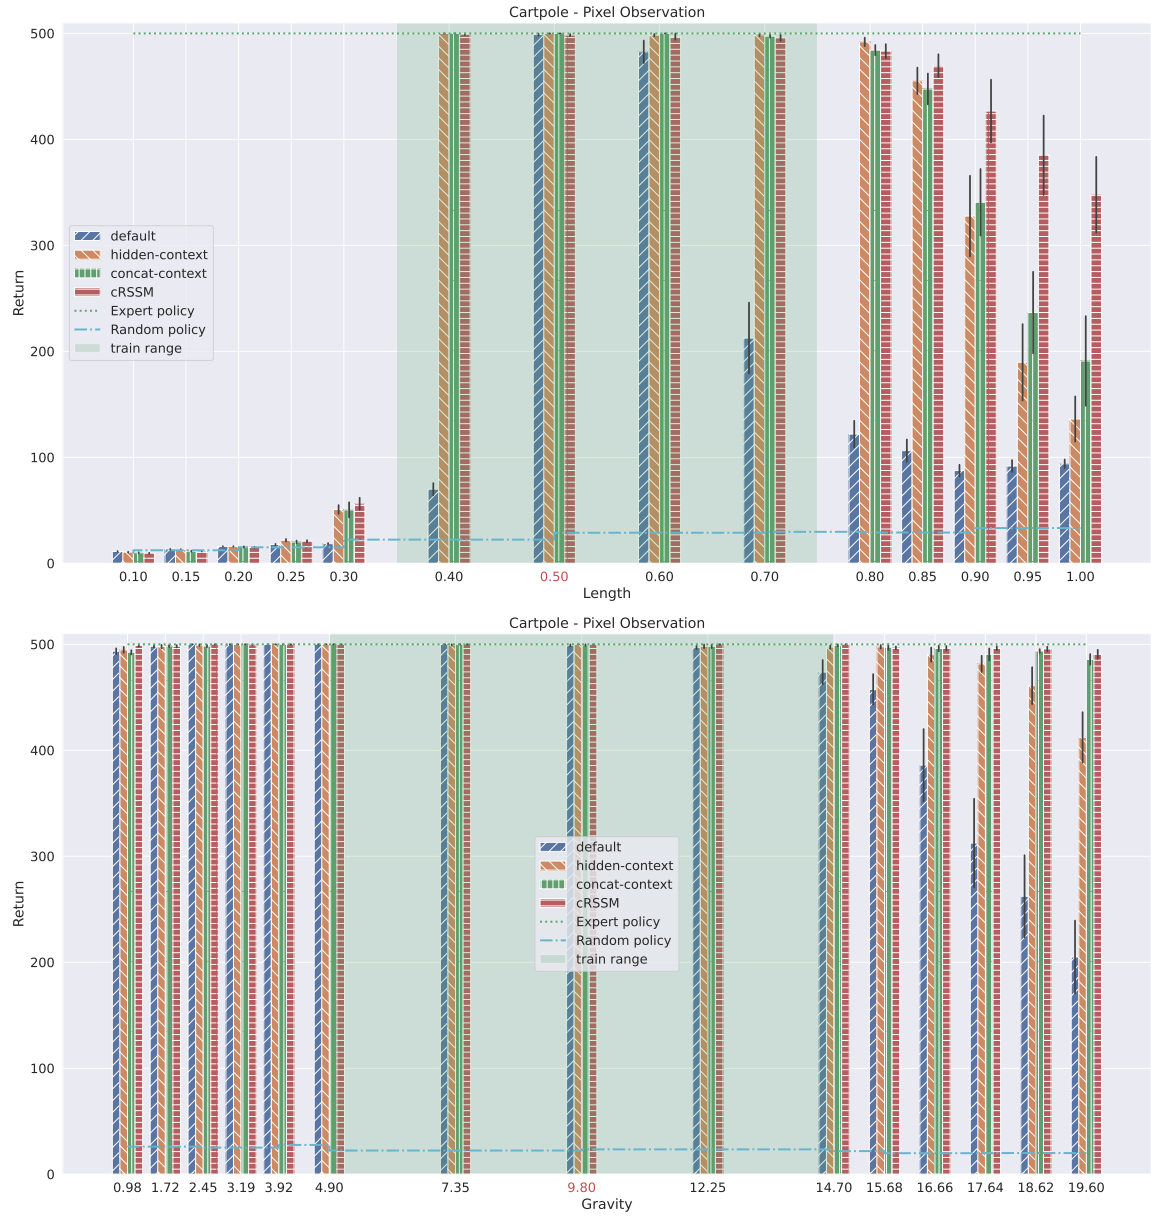 Cartpole - Pixel Observation
500
400
300
200
100
0
Return
default
hidden-context
concat-context
cRSSM
Expert policy
Random policy
train range
0.10 0.15 0.20 0.25 0.30 0.40 0.50 0.60 0.70 0.80 0.85 0.90 0.95 1.00
Length
Cartpole - Pixel Observation
500
400
300
200
100
0
Return
default
hidden-context
concat-context
cRSSM
Expert policy
Random policy
train range
0.98 1.72 2.45 3.19 3.92 4.90 7.35 9.80 12.25 14.70 15.68 16.66 17.64 18.62 19.60
Gravity